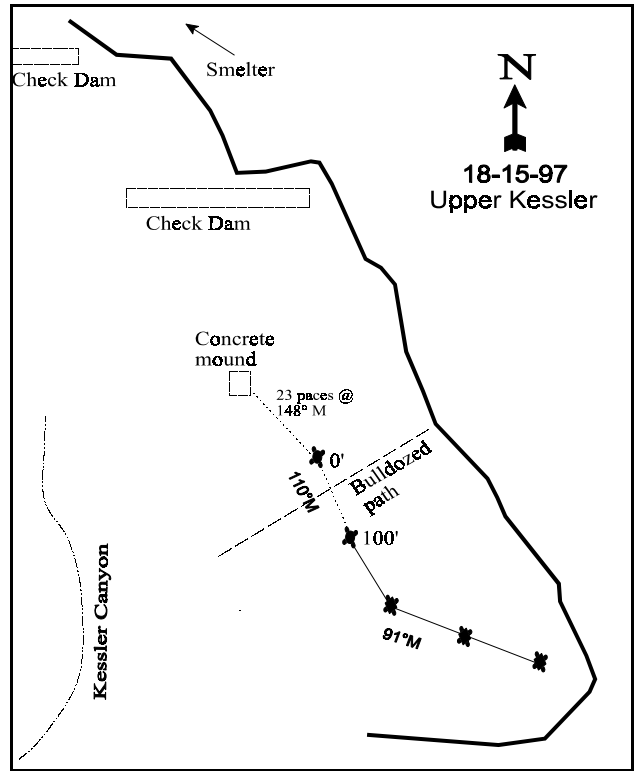 Smelter
Check Dam
N
18-15-97
Upper Kessler
Check Dam
Concrete
mound
23 paces @
148° M
0'
110°M
Bulldozed
path
100'
91°M
Kessler Canyon